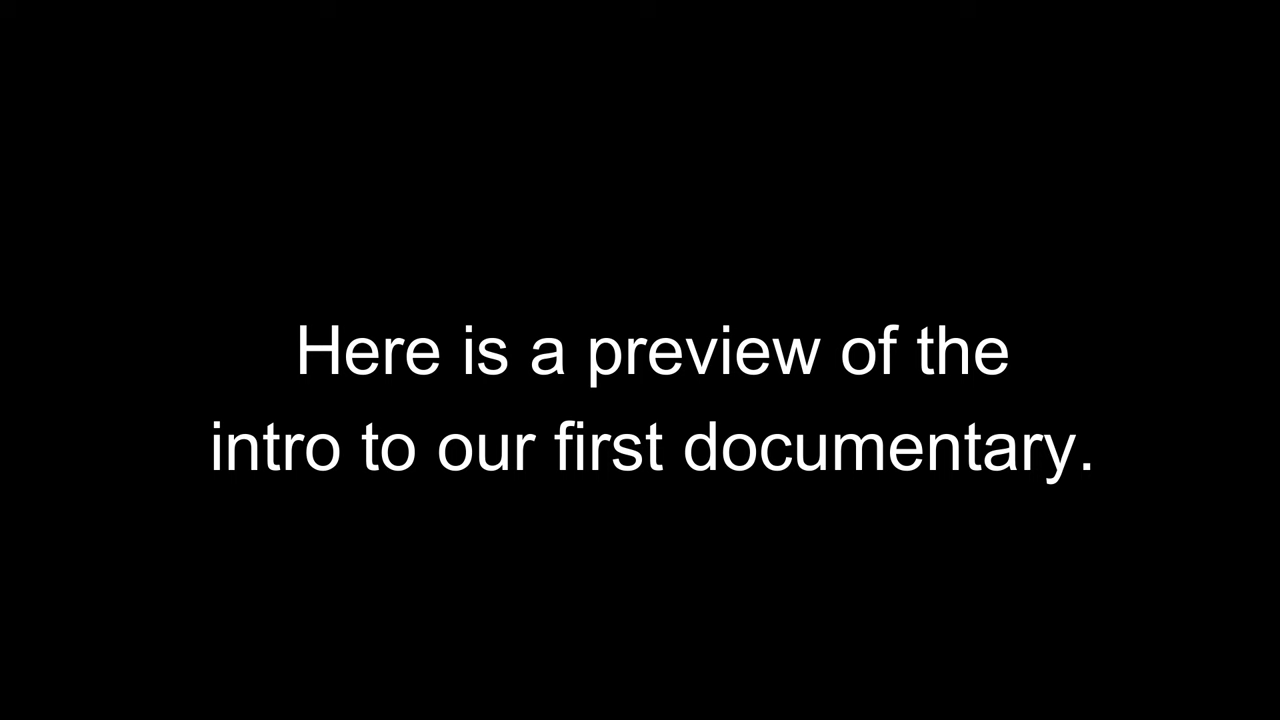 Here is a preview of the
intro to our first documentary.